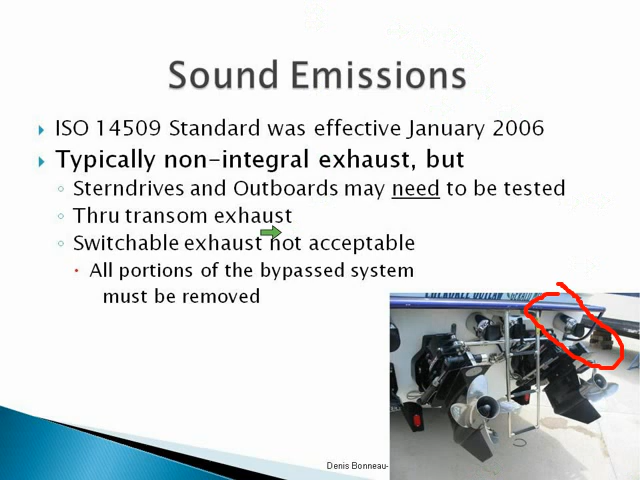 Sound Emissions
ISO 14509 Standard was effective January 2006
Typically non-integral exhaust, but
Sterndrives and Outboards may need to be tested
Thru transom exhaust
Switchable exhaust not acceptable
All portions of the bypassed system
must be removed
Denis Bonneau-